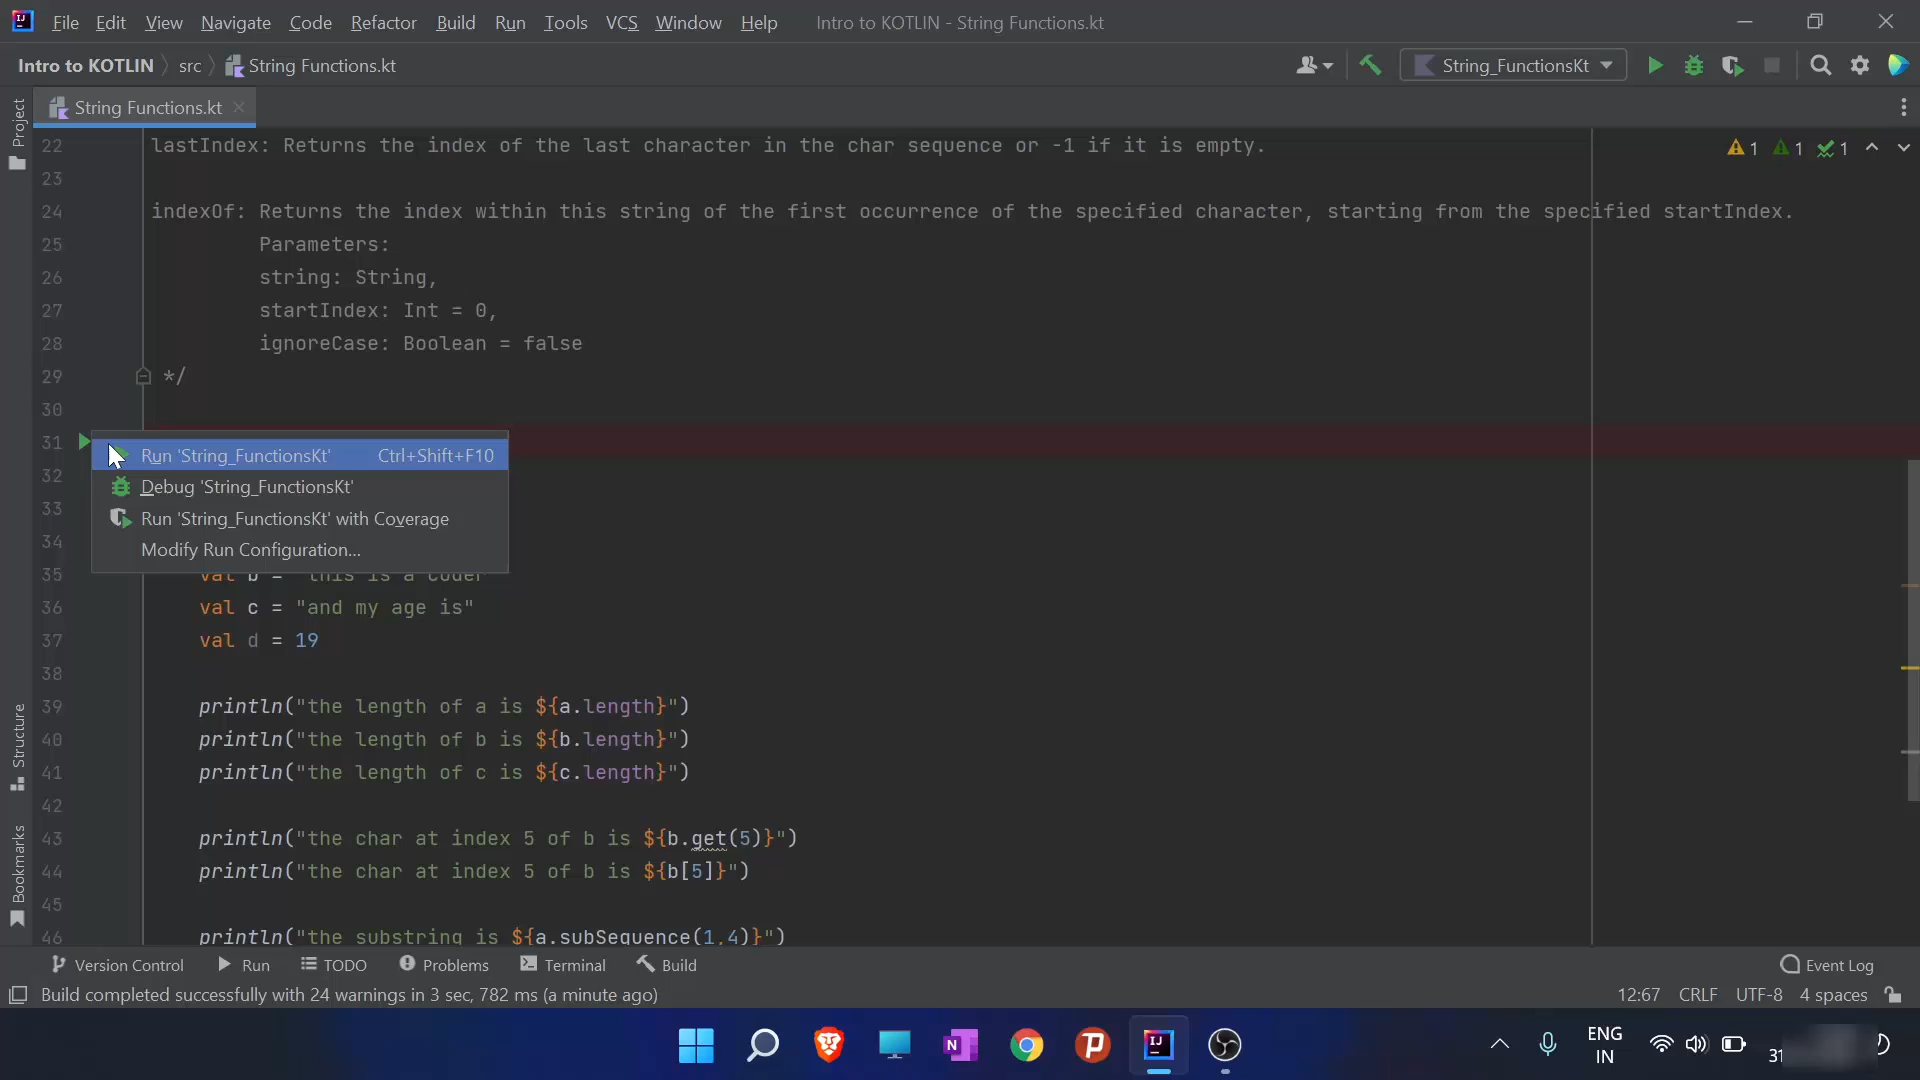 File Edit View Navigate Code Refactor Build Run Tools VCS Window Help Intro to KOTLIN - String Functions.kt
Intro to KOTLIN src String Functions.kt String_FunctionsKt
String Functions.kt
Project
22 lastIndex: Returns the index of the last character in the char sequence or -1 if it is empty.
1 1 1
23
24 indexOf: Returns the index within this string of the first occurrence of the specified character, starting from the specified startIndex.
25 Parameters:
26 string: String,
27 startIndex: Int = 0,
28 ignoreCase: Boolean = false
29 */
30
31
Run 'String_FunctionsKt' Ctrl+Shift+F10
32
Debug 'String_FunctionsKt'
33
Run 'String_FunctionsKt' with Coverage
34
Modify Run Configuration...
35 val b = "this is a coder"
36 val c = "and my age is"
37 val d = 19
38
39 println("the length of a is ${a.length}")
40 println("the length of b is ${b.length}")
41 println("the length of c is ${c.length}")
42
43 println("the char at index 5 of b is ${b.get(5)}")
44 println("the char at index 5 of b is ${b[5]}")
45
46 println("the substring is ${a.subSequence(1,4)}")
Structure
Bookmarks
Version Control Run TODO Problems Terminal Build Event Log
Build completed successfully with 24 warnings in 3 sec, 782 ms (a minute ago) 12:67 CRLF UTF-8 4 spaces
ENG
IN
31